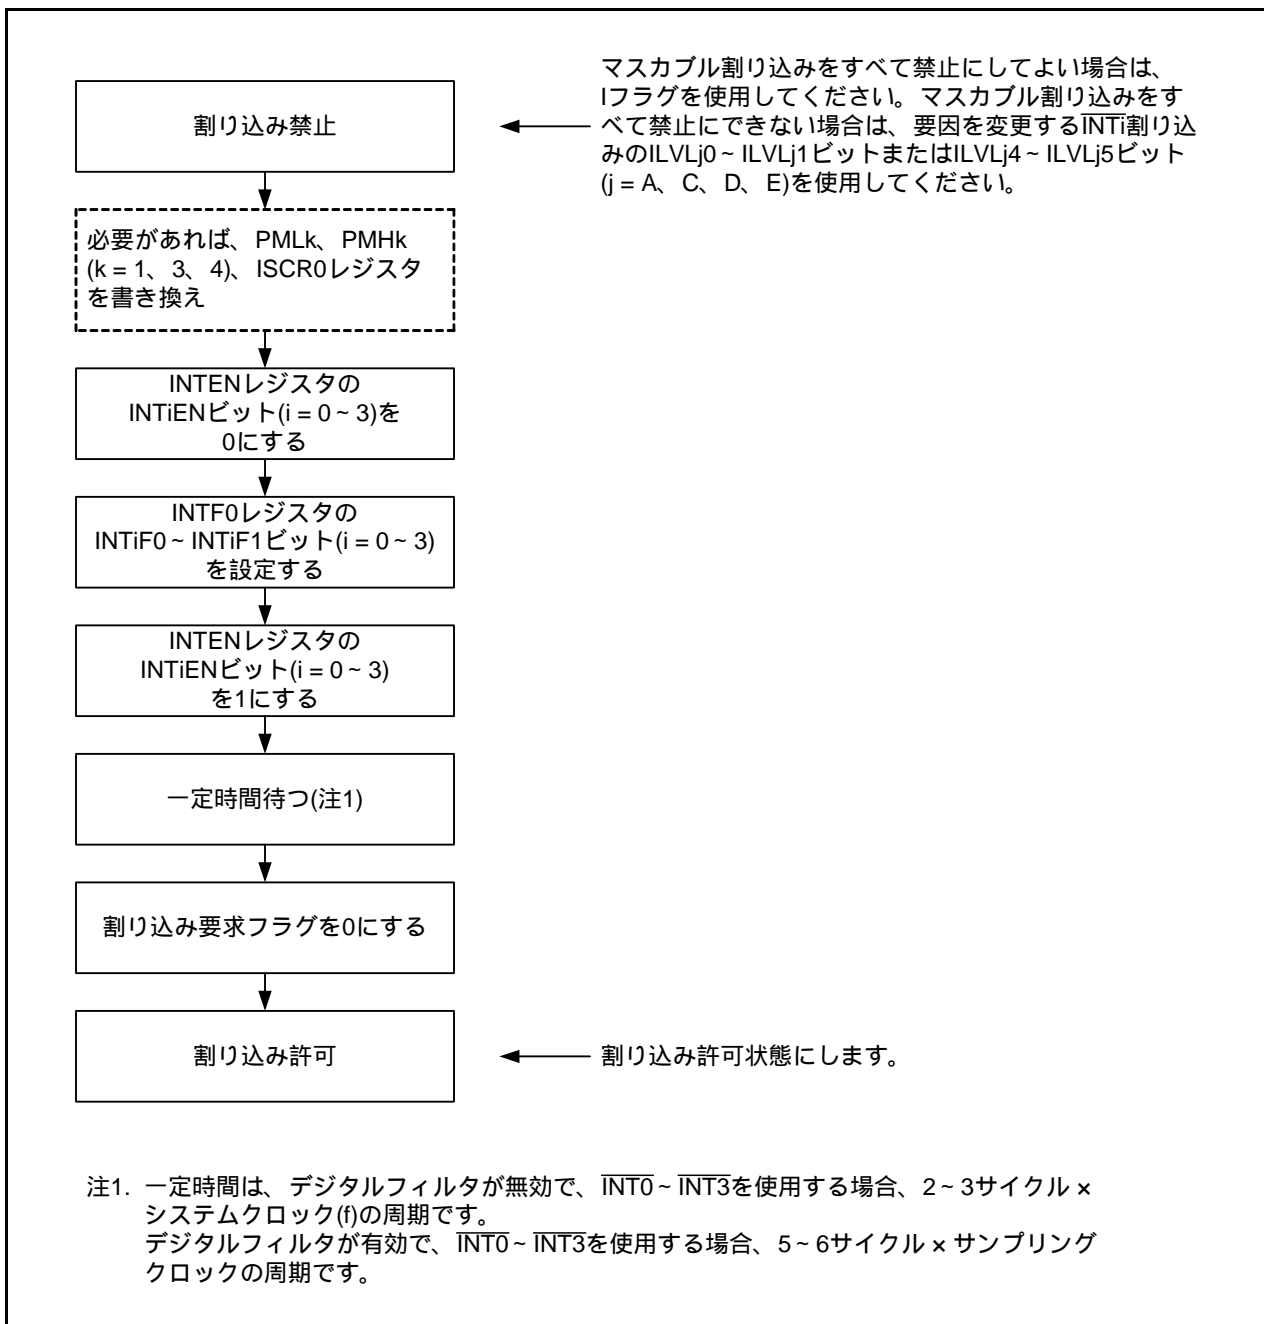 割り込み禁止
マスカブル割り込みをすべて禁止にしてよい場合は、
Iフラグを使用してください。マスカブル割り込みをす
べて禁止にできない場合は、要因を変更するINTi割り込
みのILVLj0～ILVLj1ビットまたはILVLj4～ILVLj5ビット
(j = A、C、D、E)を使用してください。
必要があれば、PMLk、PMHk
(k = 1、3、4)、ISCR0レジスタ
を書き換え
INTENレジスタの
INTiENビット(i = 0～3)を
0にする
INTF0レジスタの
INTiF0～INTiF1ビット(i = 0～3)
を設定する
INTENレジスタの
INTiENビット(i = 0～3)
を1にする
一定時間待つ(注1)
割り込み要求フラグを0にする
割り込み許可
割り込み許可状態にします。
注1. 一定時間は、デジタルフィルタが無効で、INT0～INT3を使用する場合、2～3サイクル ×
システムクロック(f)の周期です。
デジタルフィルタが有効で、INT0～INT3を使用する場合、5～6サイクル × サンプリング
クロックの周期です。